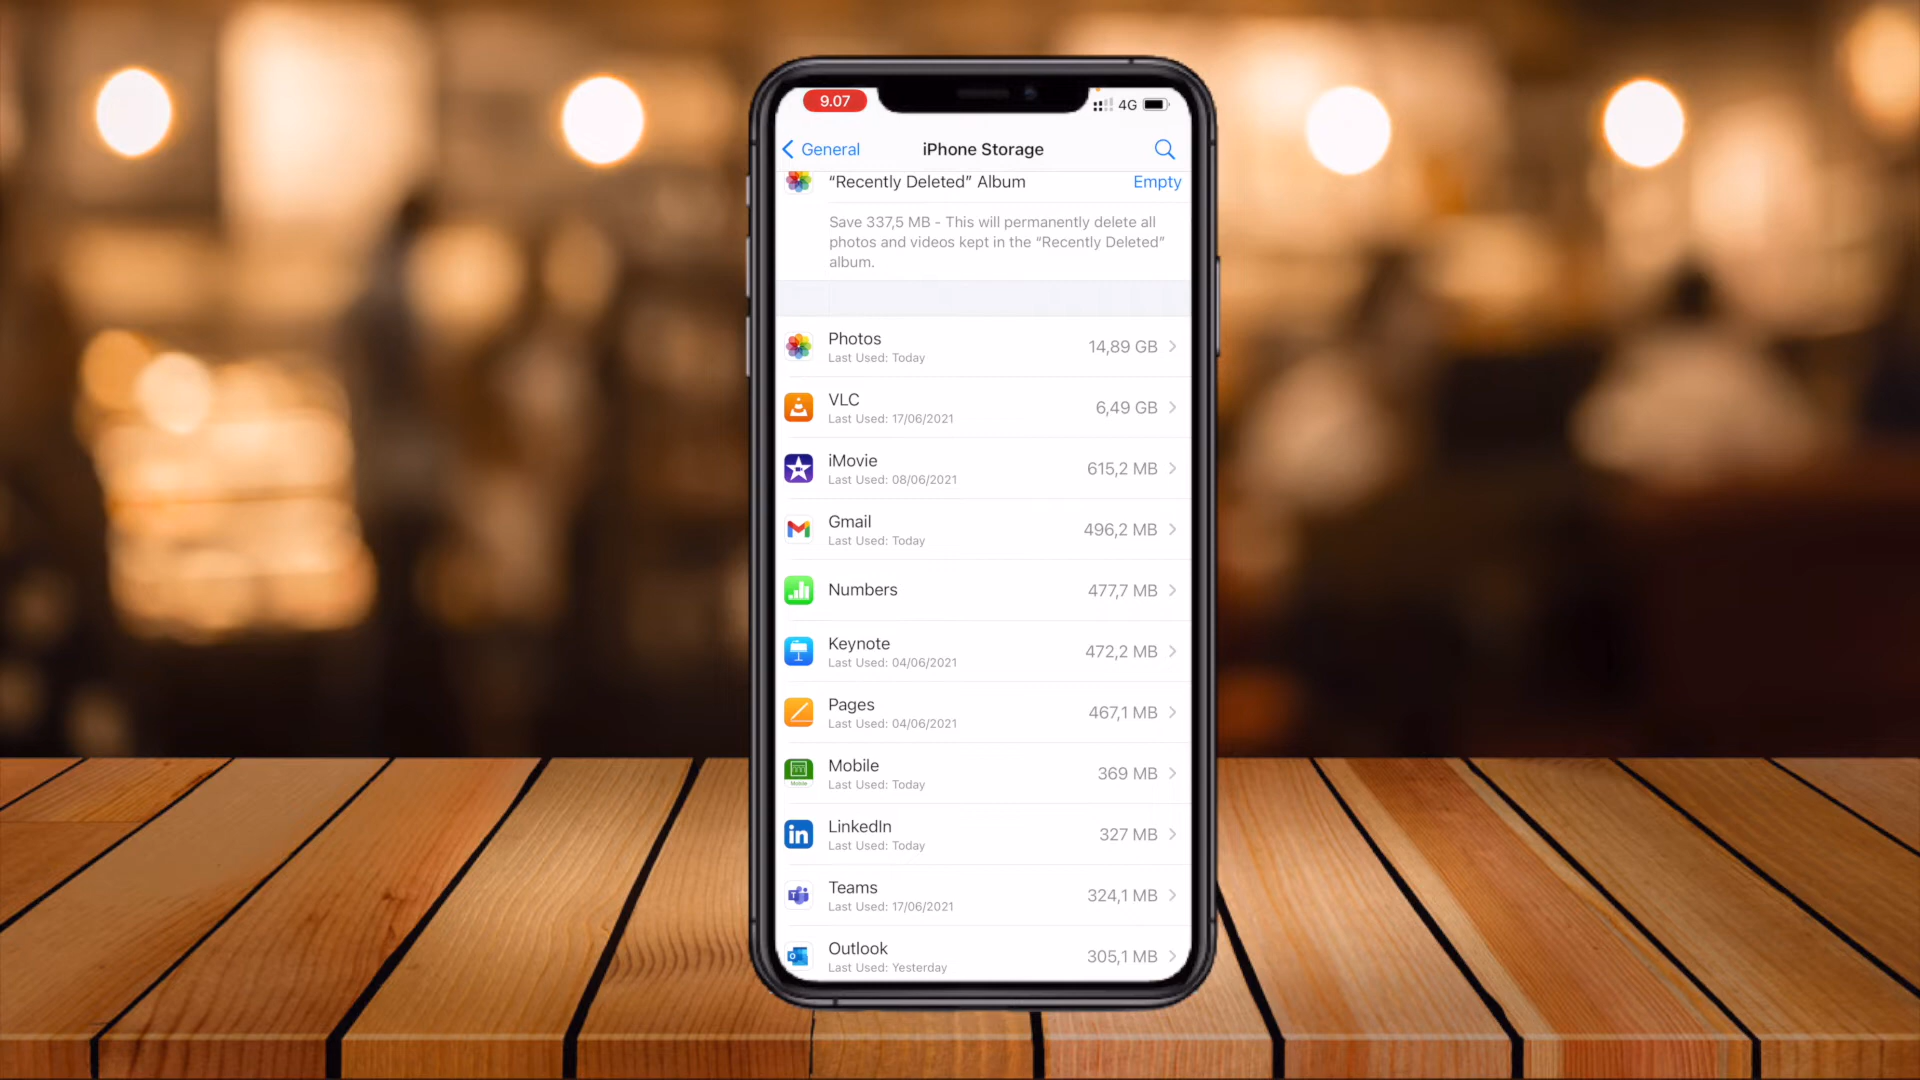 9.07
4G
General
iPhone Storage
“Recently Deleted” Album
Empty
Save 337,5 MB - This will permanently delete all
photos and videos kept in the “Recently Deleted”
album.
Photos
Last Used: Today
14,89 GB
VLC
Last Used: 17/06/2021
6,49 GB
iMovie
Last Used: 08/06/2021
615,2 MB
Gmail
Last Used: Today
496,2 MB
Numbers
477,7 MB
Keynote
Last Used: 04/06/2021
472,2 MB
Pages
Last Used: 04/06/2021
467,1 MB
Mobile
Mobile
Last Used: Today
369 MB
in
LinkedIn
Last Used: Today
327 MB
T
Teams
Last Used: 17/06/2021
324,1 MB
O
Outlook
Last Used: Yesterday
305,1 MB